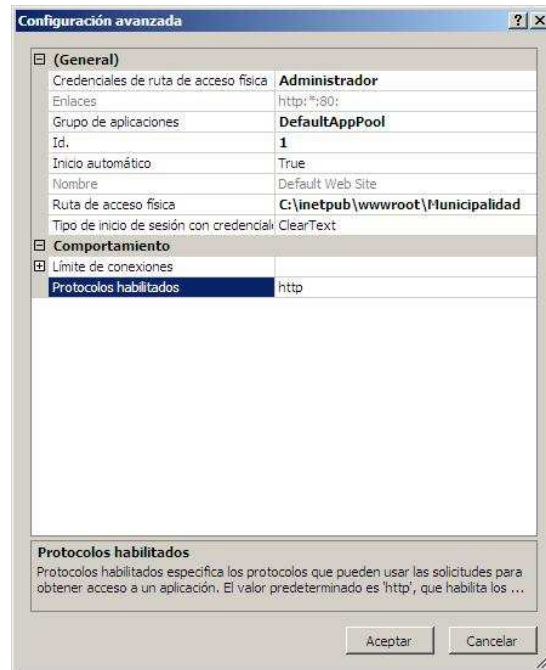 Configuración avanzada
(General)
Credenciales de ruta de acceso física Administrador
Enlaces http:*:80:
Grupo de aplicaciones DefaultAppPool
Id. 1
Inicio automático True
Nombre Default Web Site
Ruta de acceso física C:\inetpub\wwwroot\Municipalidad
Tipo de inicio de sesión con credencial ClearText
Comportamiento
Límite de conexiones
Protocolos habilitados http
Protocolos habilitados
Protocolos habilitados especifica los protocolos que pueden usar las solicitudes para
obtener acceso a un aplicación. El valor predeterminado es 'http', que habilita los ...
Aceptar Cancelar